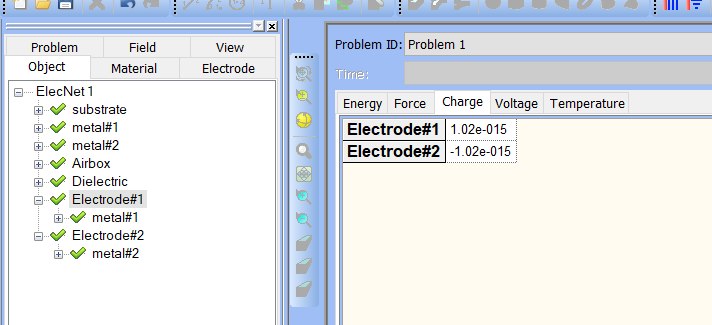 Problem Field View
Object Material Electrode
ElecNet 1
substrate
metal#1
metal#2
Airbox
Dielectric
Electrode#1
metal#1
Electrode#2
metal#2
Problem ID: Problem 1
Time:
Energy Force Charge Voltage Temperature
Electrode#1 1.02e-015
Electrode#2 -1.02e-015